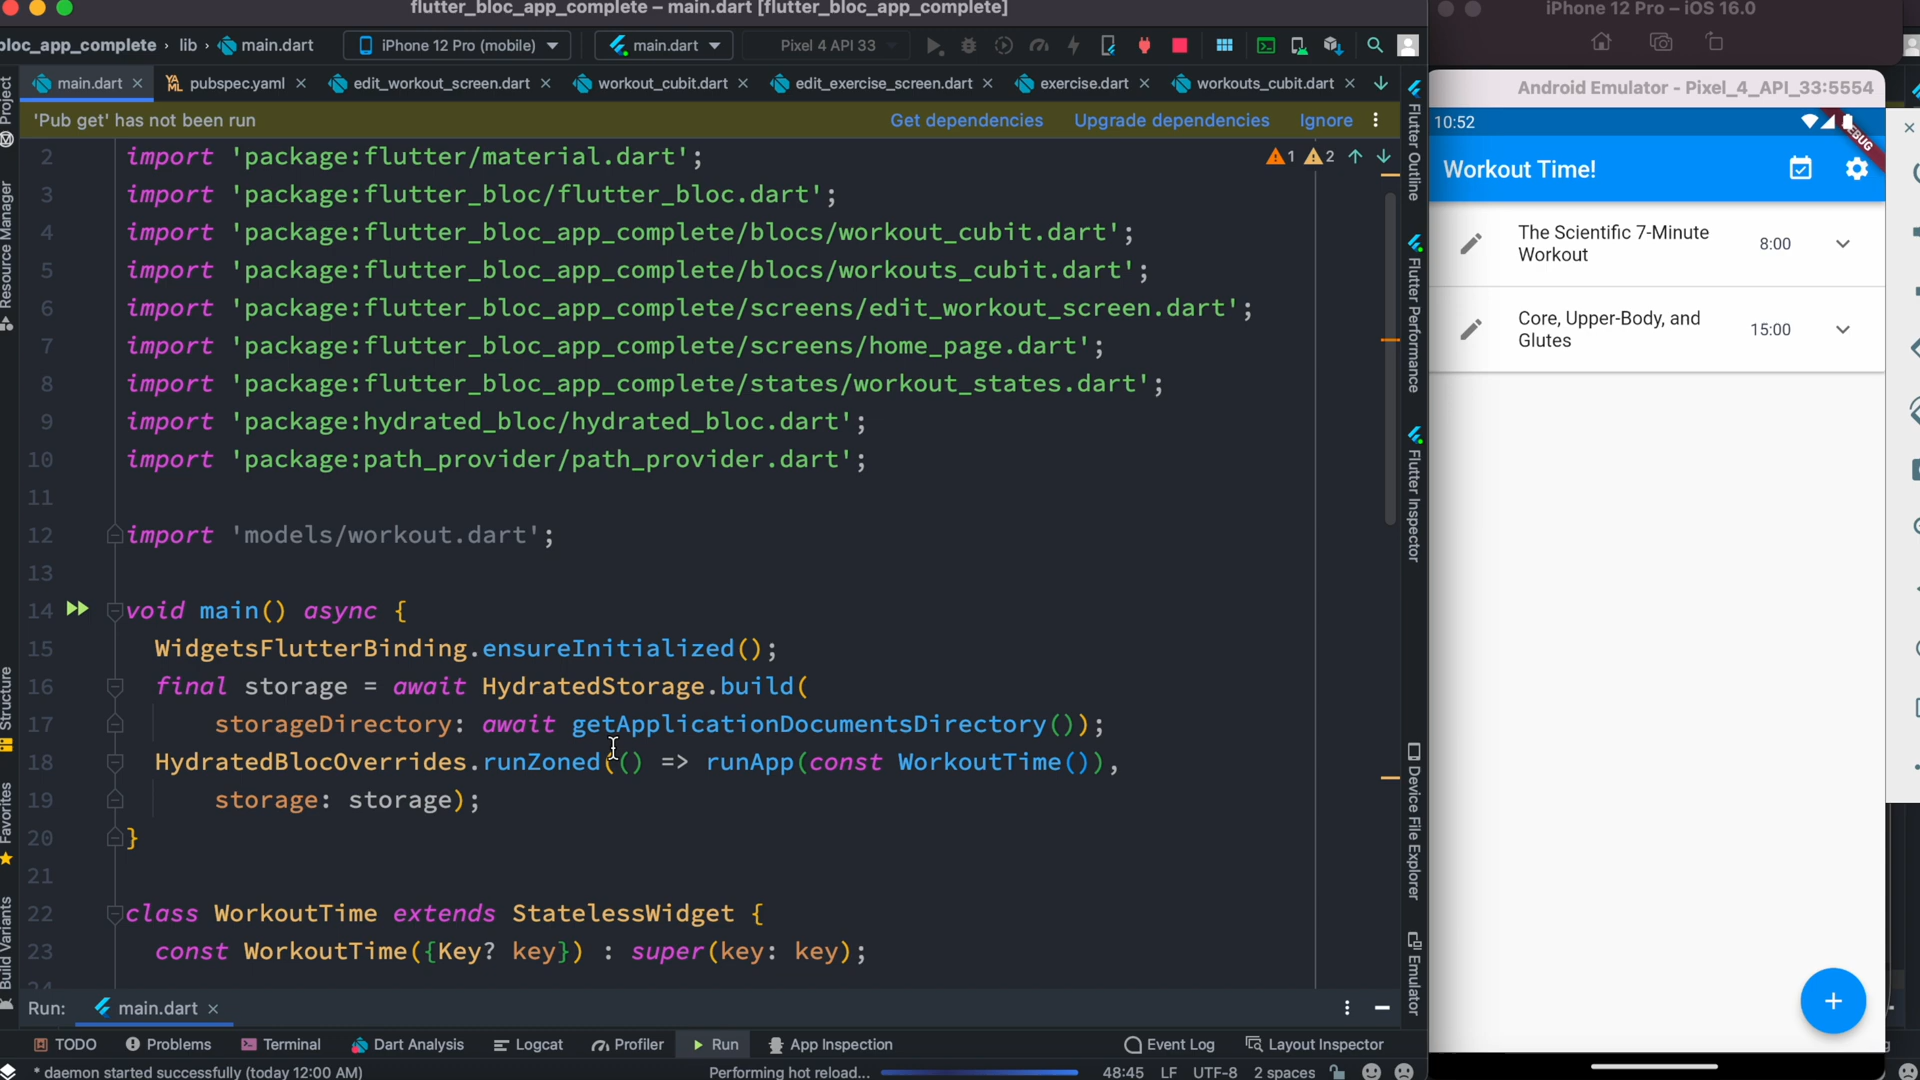 flutter_bloc_app_complete – main.dart [flutter_bloc_app_complete]
bloc_app_complete › lib › main.dart
iPhone 12 Pro (mobile)
main.dart
Pixel 4 API 33
main.dart
pubspec.yaml
edit_workout_screen.dart
workout_cubit.dart
edit_exercise_screen.dart
exercise.dart
workouts_cubit.dart
'Pub get' has not been run
Get dependencies
Upgrade dependencies
Ignore
1
2
2 import 'package:flutter/material.dart';
3 import 'package:flutter_bloc/flutter_bloc.dart';
4 import 'package:flutter_bloc_app_complete/blocs/workout_cubit.dart';
5 import 'package:flutter_bloc_app_complete/blocs/workouts_cubit.dart';
6 import 'package:flutter_bloc_app_complete/screens/edit_workout_screen.dart';
7 import 'package:flutter_bloc_app_complete/screens/home_page.dart';
8 import 'package:flutter_bloc_app_complete/states/workout_states.dart';
9 import 'package:hydrated_bloc/hydrated_bloc.dart';
10 import 'package:path_provider/path_provider.dart';
11
12 import 'models/workout.dart';
13
14 void main() async {
15 WidgetsFlutterBinding.ensureInitialized();
16 final storage = await HydratedStorage.build(
17 storageDirectory: await getApplicationDocumentsDirectory());
18 HydratedBlocOverrides.runZoned(() => runApp(const WorkoutTime()),
19 storage: storage);
20 }
21
22 class WorkoutTime extends StatelessWidget {
23 const WorkoutTime({Key? key}) : super(key: key);
24
Project
Resource Manager
Structure
Favorites
Build Variants
Flutter Outline
Flutter Performance
Flutter Inspector
Device File Explorer
Emulator
Run:
main.dart
TODO
Problems
Terminal
Dart Analysis
Logcat
Profiler
Run
App Inspection
Event Log
Layout Inspector
* daemon started successfully (today 12:00 AM)
Performing hot reload...
48:45
LF
UTF-8
2 spaces
iPhone 12 Pro – iOS 16.0
Android Emulator - Pixel_4_API_33:5554
10:52
Workout Time!
The Scientific 7-Minute
Workout
8:00
Core, Upper-Body, and
Glutes
15:00